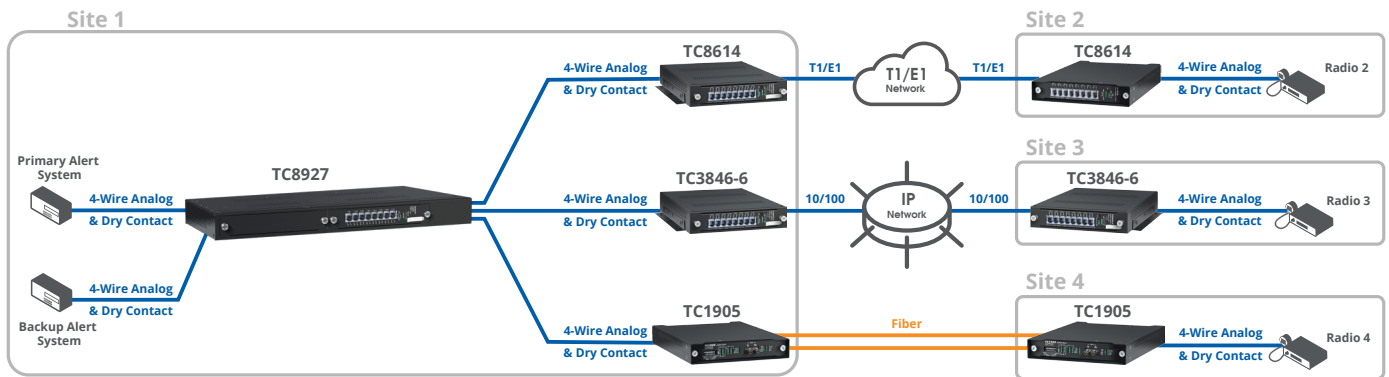 Site 1
Site 2
TC8614
4-Wire Analog
& Dry Contact
T1/E1
T1/E1
Network
T1/E1
TC8614
4-Wire Analog
& Dry Contact
Radio 2
Primary Alert
System
4-Wire Analog
& Dry Contact
TC8927
4-Wire Analog
& Dry Contact
TC3846-6
10/100
IP
Network
10/100
Site 3
TC3846-6
4-Wire Analog
& Dry Contact
Radio 3
Backup Alert
System
4-Wire Analog
& Dry Contact
4-Wire Analog
& Dry Contact
TC1905
Fiber
Site 4
TC1905
4-Wire Analog
& Dry Contact
Radio 4